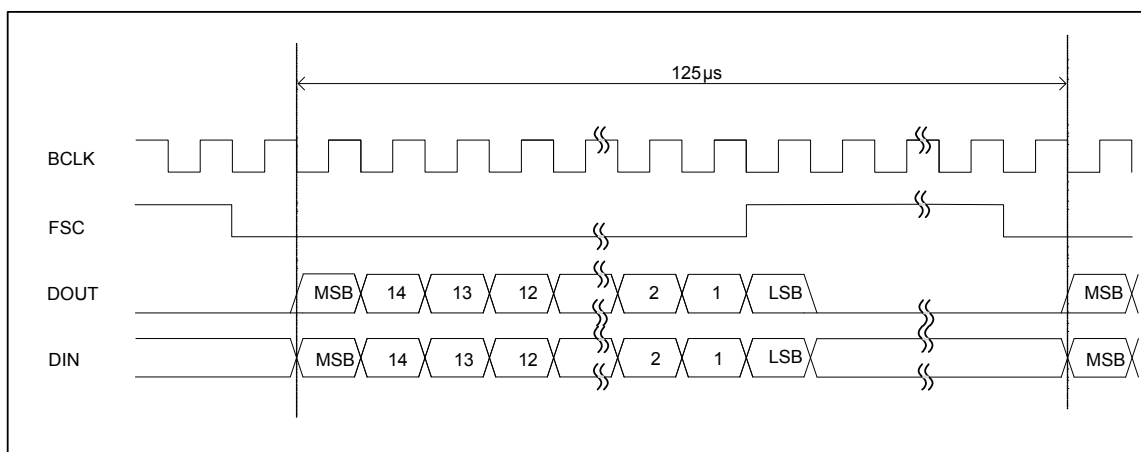 125µs
BCLK
FSC
DOUT MSB 14 13 12 2 1 LSB MSB
DIN MSB 14 13 12 2 1 LSB MSB